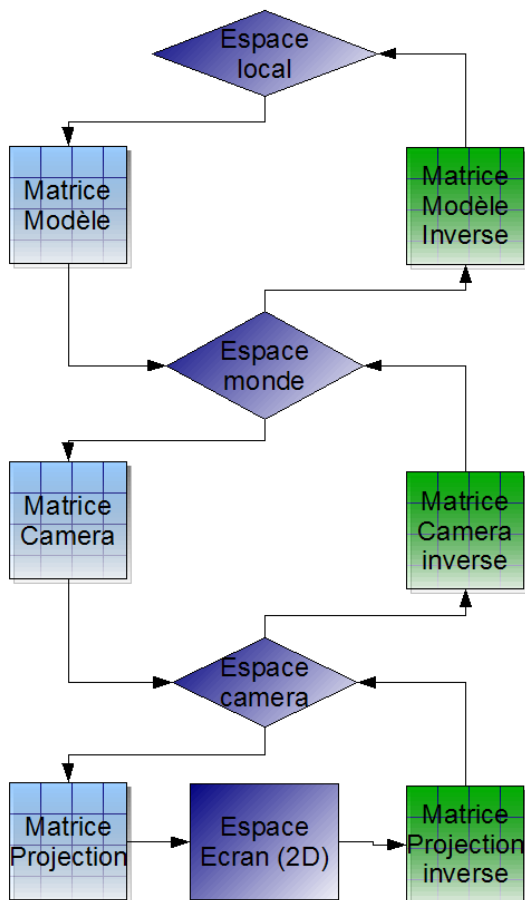 Espace
local
Matrice
Modèle
Matrice
Modèle
Inverse
Espace
monde
Matrice
Camera
Matrice
Camera
inverse
Espace
camera
Matrice
Projection
Espace
Ecran (2D)
Matrice
Projection
inverse